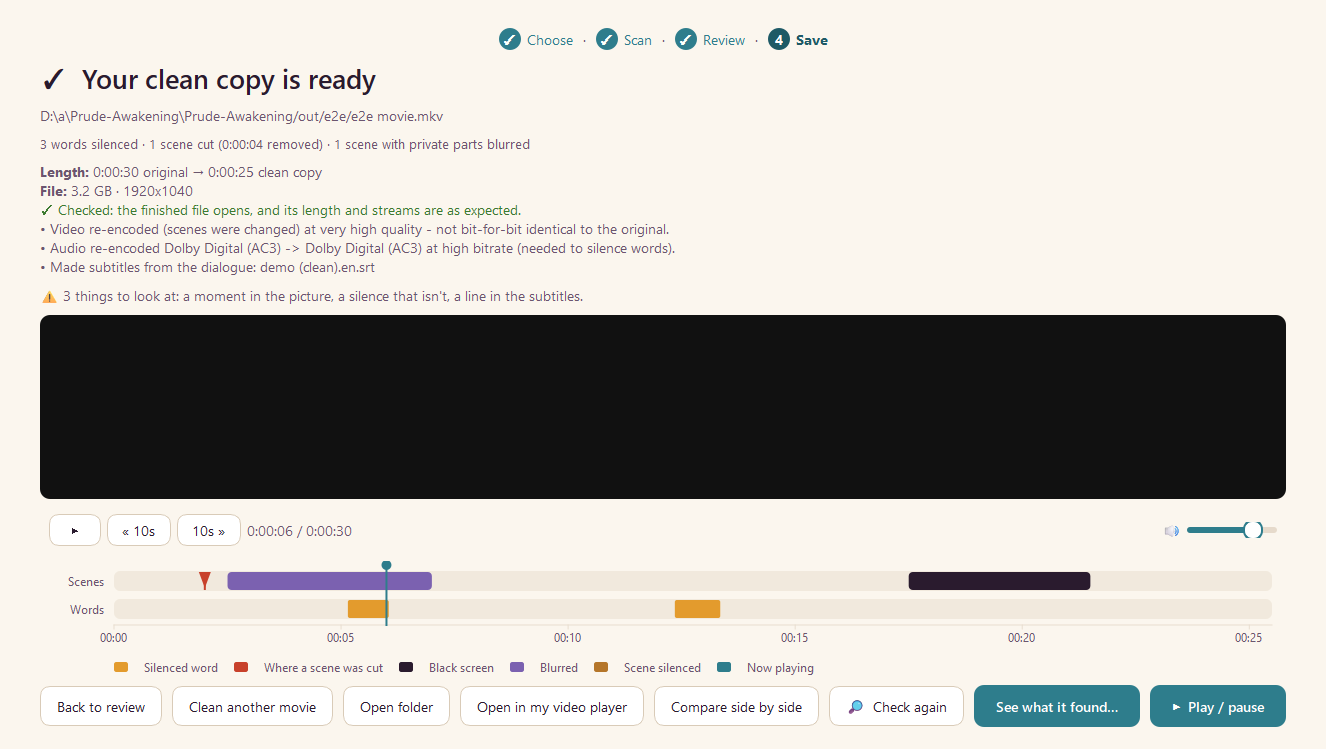 ✓ Choose · ✓ Scan · ✓ Review · 4 Save
✓ Your clean copy is ready
D:\a\Prude-Awakening\Prude-Awakening/out/e2e/e2e movie.mkv
3 words silenced · 1 scene cut (0:00:04 removed) · 1 scene with private parts blurred
Length: 0:00:30 original → 0:00:25 clean copy
File: 3.2 GB · 1920x1040
✓ Checked: the finished file opens, and its length and streams are as expected.
• Video re-encoded (scenes were changed) at very high quality - not bit-for-bit identical to the original.
• Audio re-encoded Dolby Digital (AC3) -> Dolby Digital (AC3) at high bitrate (needed to silence words).
• Made subtitles from the dialogue: demo (clean).en.srt
⚠ 3 things to look at: a moment in the picture, a silence that isn't, a line in the subtitles.
« 10s 10s » 0:00:06 / 0:00:30
Scenes
Words
00:00 00:05 00:10 00:15 00:20 00:25
Silenced word Where a scene was cut Black screen Blurred Scene silenced Now playing
Back to review Clean another movie Open folder Open in my video player Compare side by side Check again See what it found... Play / pause